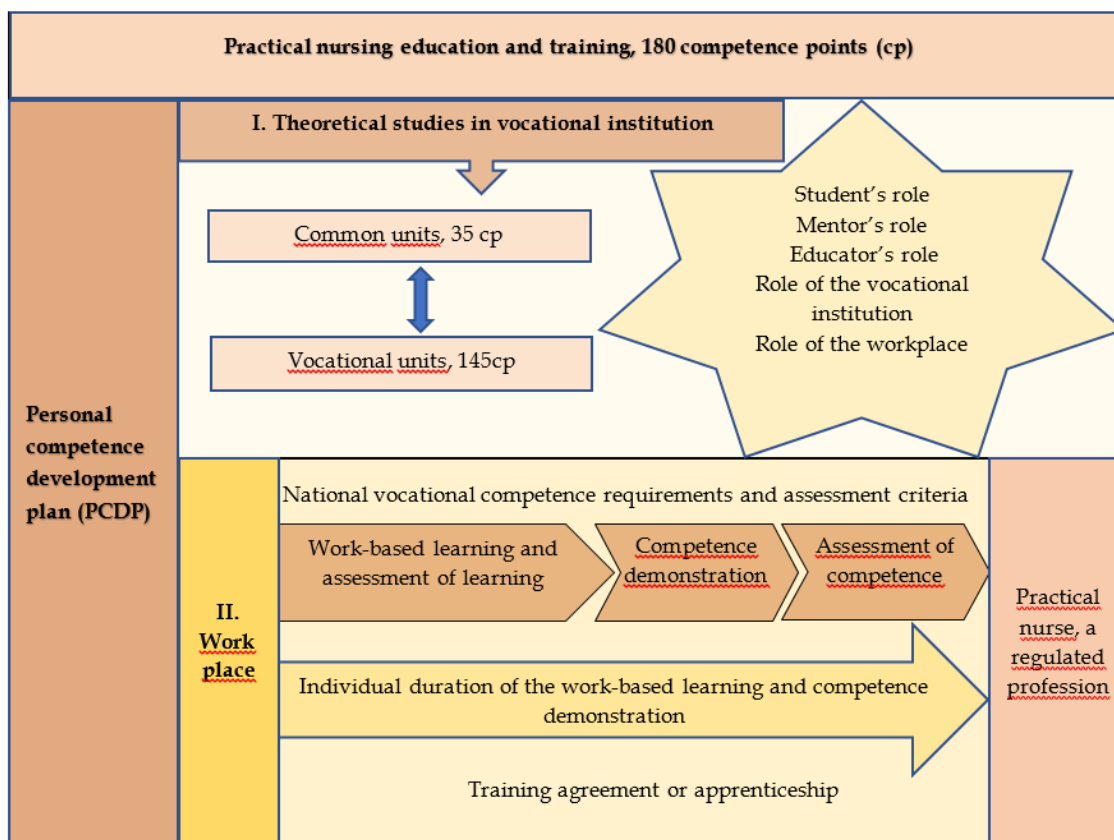 Practical nursing education and training, 180 competence points (cp)
I. Theoretical studies in vocational institution
Common units, 35 cp
Vocational units, 145cp
Student’s role
Mentor’s role
Educator’s role
Role of the vocational
institution
Role of the workplace
Personal
competence
development
plan (PCDP)
II.
Work
place
National vocational competence requirements and assessment criteria
Work-based learning and
assessment of learning
Competence
demonstration
Assessment of
competence
Individual duration of the work-based learning and competence
demonstration
Training agreement or apprenticeship
Practical
nurse, a
regulated
profession